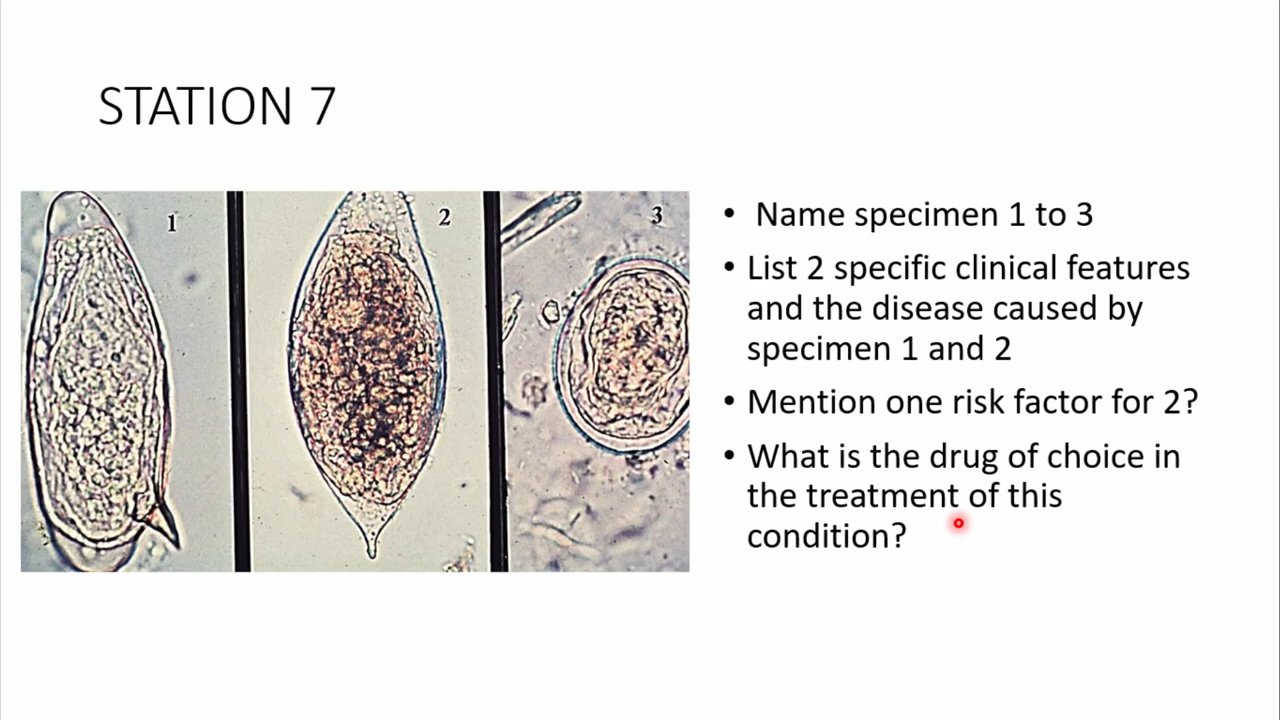 STATION 7
1
2
3
• Name specimen 1 to 3
• List 2 specific clinical features
and the disease caused by
specimen 1 and 2
• Mention one risk factor for 2?
• What is the drug of choice in
the treatment of this
condition?